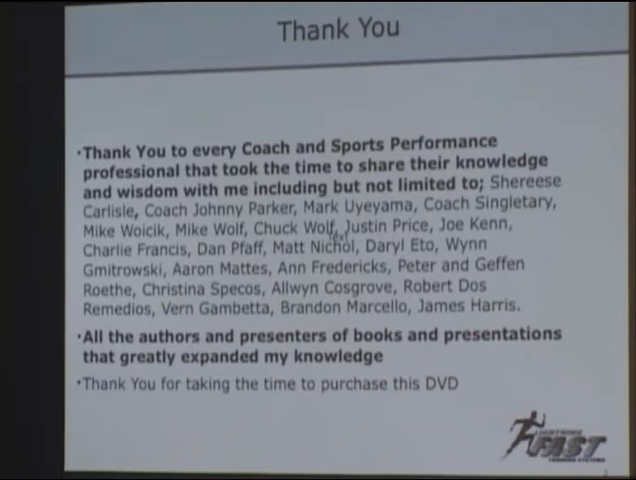 Thank You
•Thank You to every Coach and Sports Performance
professional that took the time to share their knowledge
and wisdom with me including but not limited to; Shereese
Carlisle, Coach Johnny Parker, Mark Uyeyama, Coach Singletary,
Mike Woicik, Mike Wolf, Chuck Wolf, Justin Price, Joe Kenn,
Charlie Francis, Dan Pfaff, Matt Nichol, Daryl Eto, Wynn
Gmitrowski, Aaron Mattes, Ann Fredericks, Peter and Geffen
Roethe, Christina Specos, Allwyn Cosgrove, Robert Dos
Remedios, Vern Gambetta, Brandon Marcello, James Harris.
•All the authors and presenters of books and presentations
that greatly expanded my knowledge
•Thank You for taking the time to purchase this DVD
LIGHTNING
FAST
TRAINING SYSTEMS